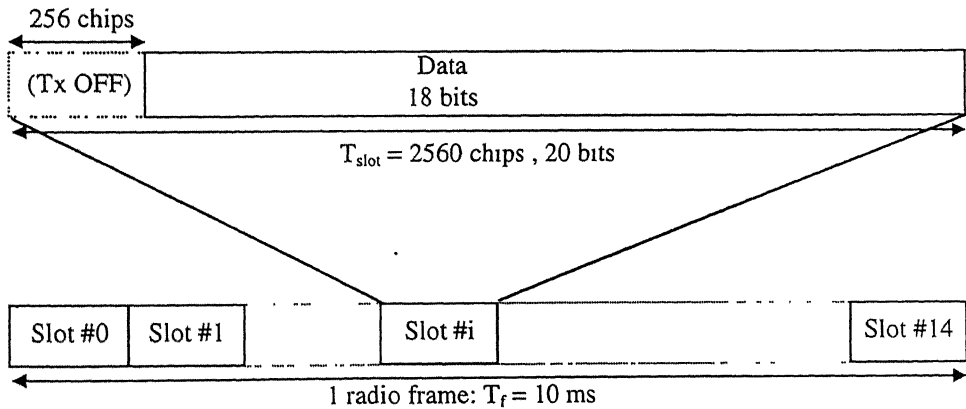 256 chips
(Tx OFF)
Data
18 bits
T_slot = 2560 chips , 20 bits
Slot #0
Slot #1
Slot #i
Slot #14
1 radio frame: T_f = 10 ms